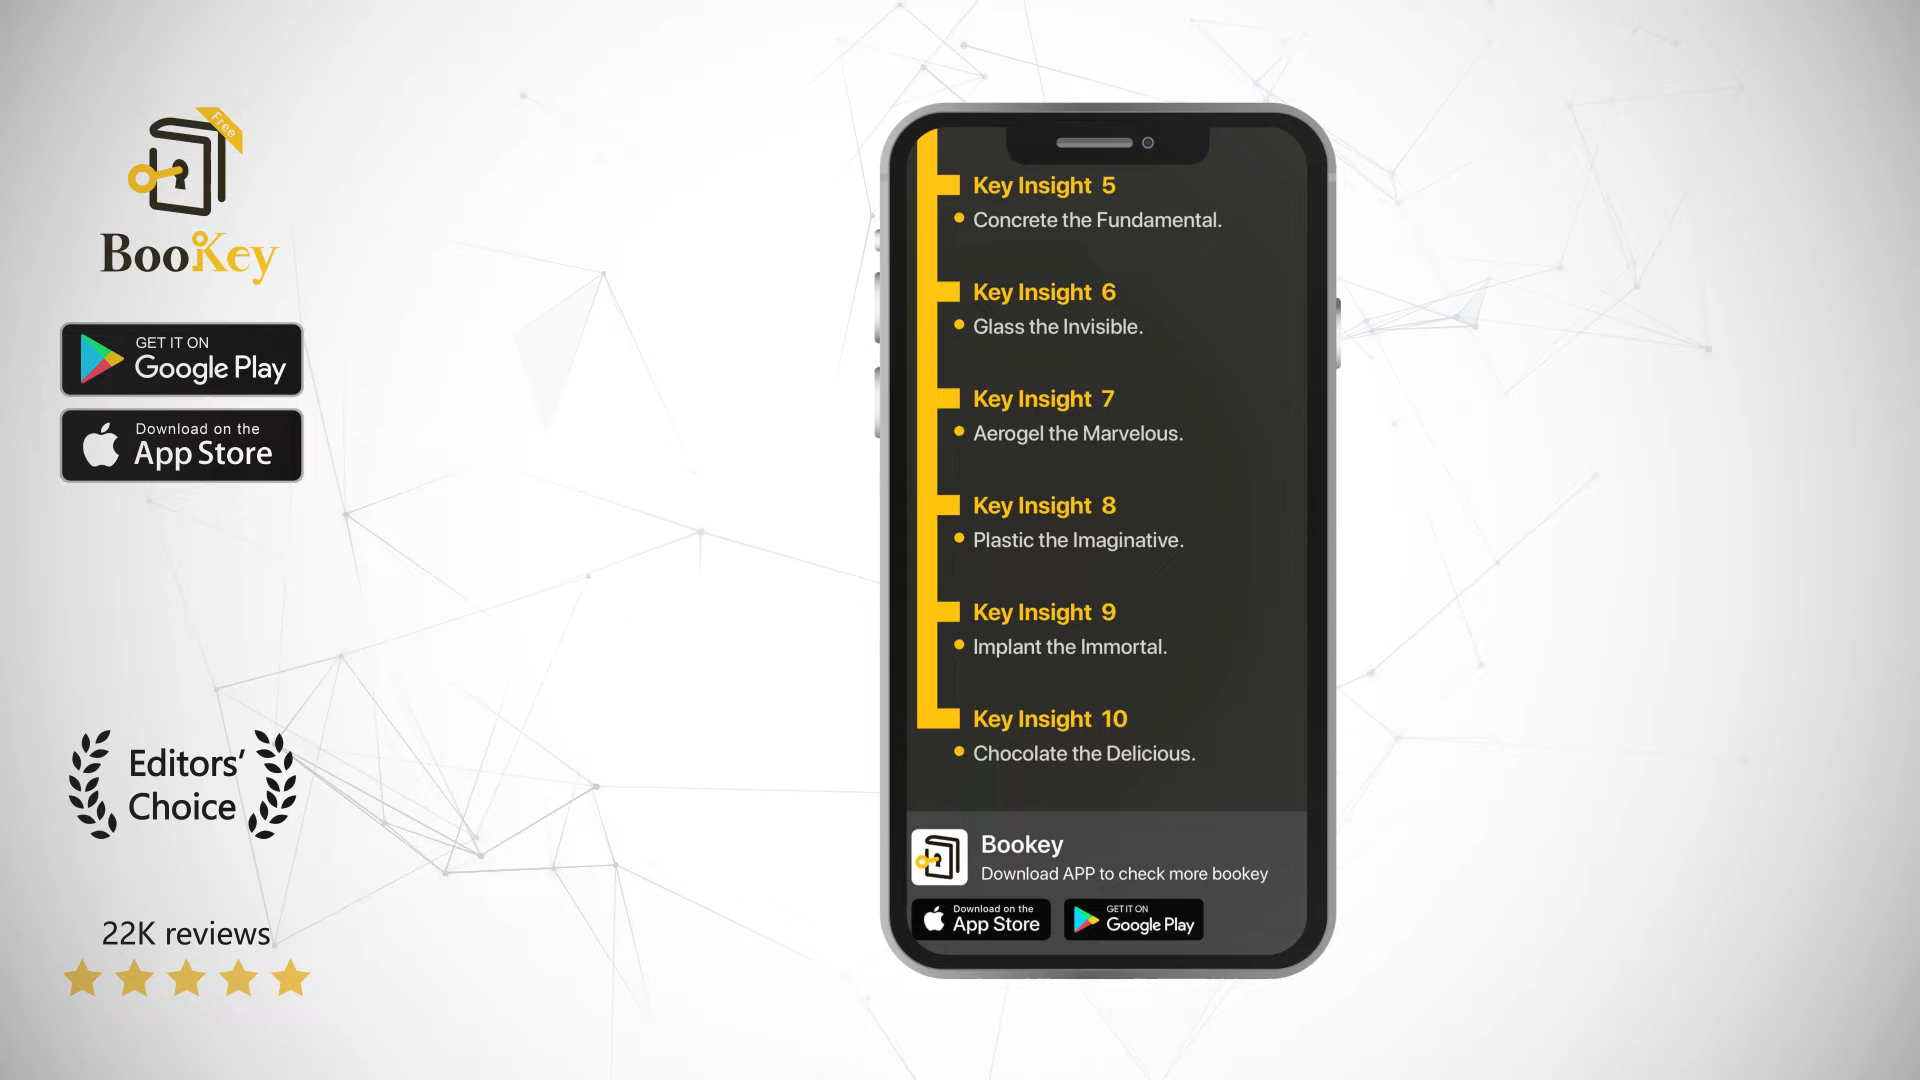 Free
BooKey
GET IT ON
Google Play
Download on the
App Store
Editors'
Choice
22K reviews
Key Insight 5
Concrete the Fundamental.
Key Insight 6
Glass the Invisible.
Key Insight 7
Aerogel the Marvelous.
Key Insight 8
Plastic the Imaginative.
Key Insight 9
Implant the Immortal.
Key Insight 10
Chocolate the Delicious.
Bookey
Download APP to check more bookey
Download on the
App Store
GET IT ON
Google Play